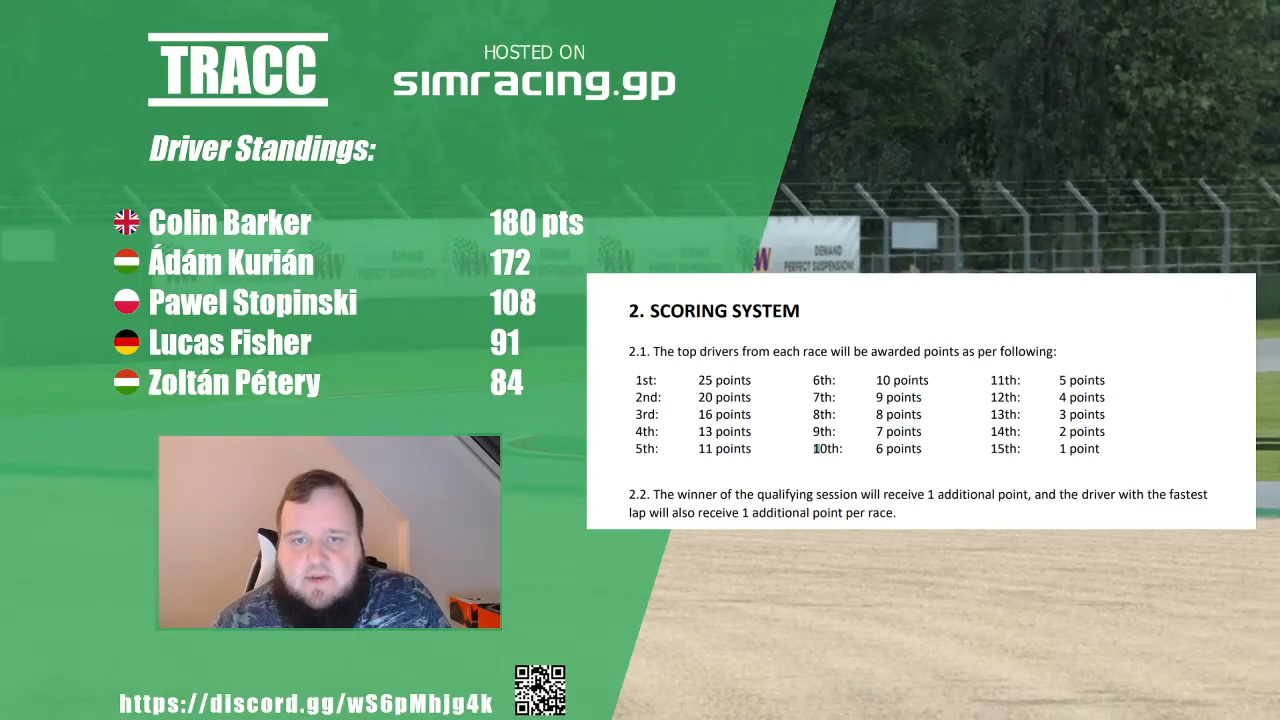 TRACC
HOSTED ON
simracing.gp
Driver Standings:
Colin Barker 180 pts
Ádám Kurián 172
Pawel Stopinski 108
Lucas Fisher 91
Zoltán Pétery 84
DEMAND
PERFECT SUSPENSION!
2. SCORING SYSTEM
2.1. The top drivers from each race will be awarded points as per following:
1st: 25 points 6th: 10 points 11th: 5 points
2nd: 20 points 7th: 9 points 12th: 4 points
3rd: 16 points 8th: 8 points 13th: 3 points
4th: 13 points 9th: 7 points 14th: 2 points
5th: 11 points 10th: 6 points 15th: 1 point
2.2. The winner of the qualifying session will receive 1 additional point, and the driver with the fastest
lap will also receive 1 additional point per race.
https://discord.gg/wS6pMhjg4k